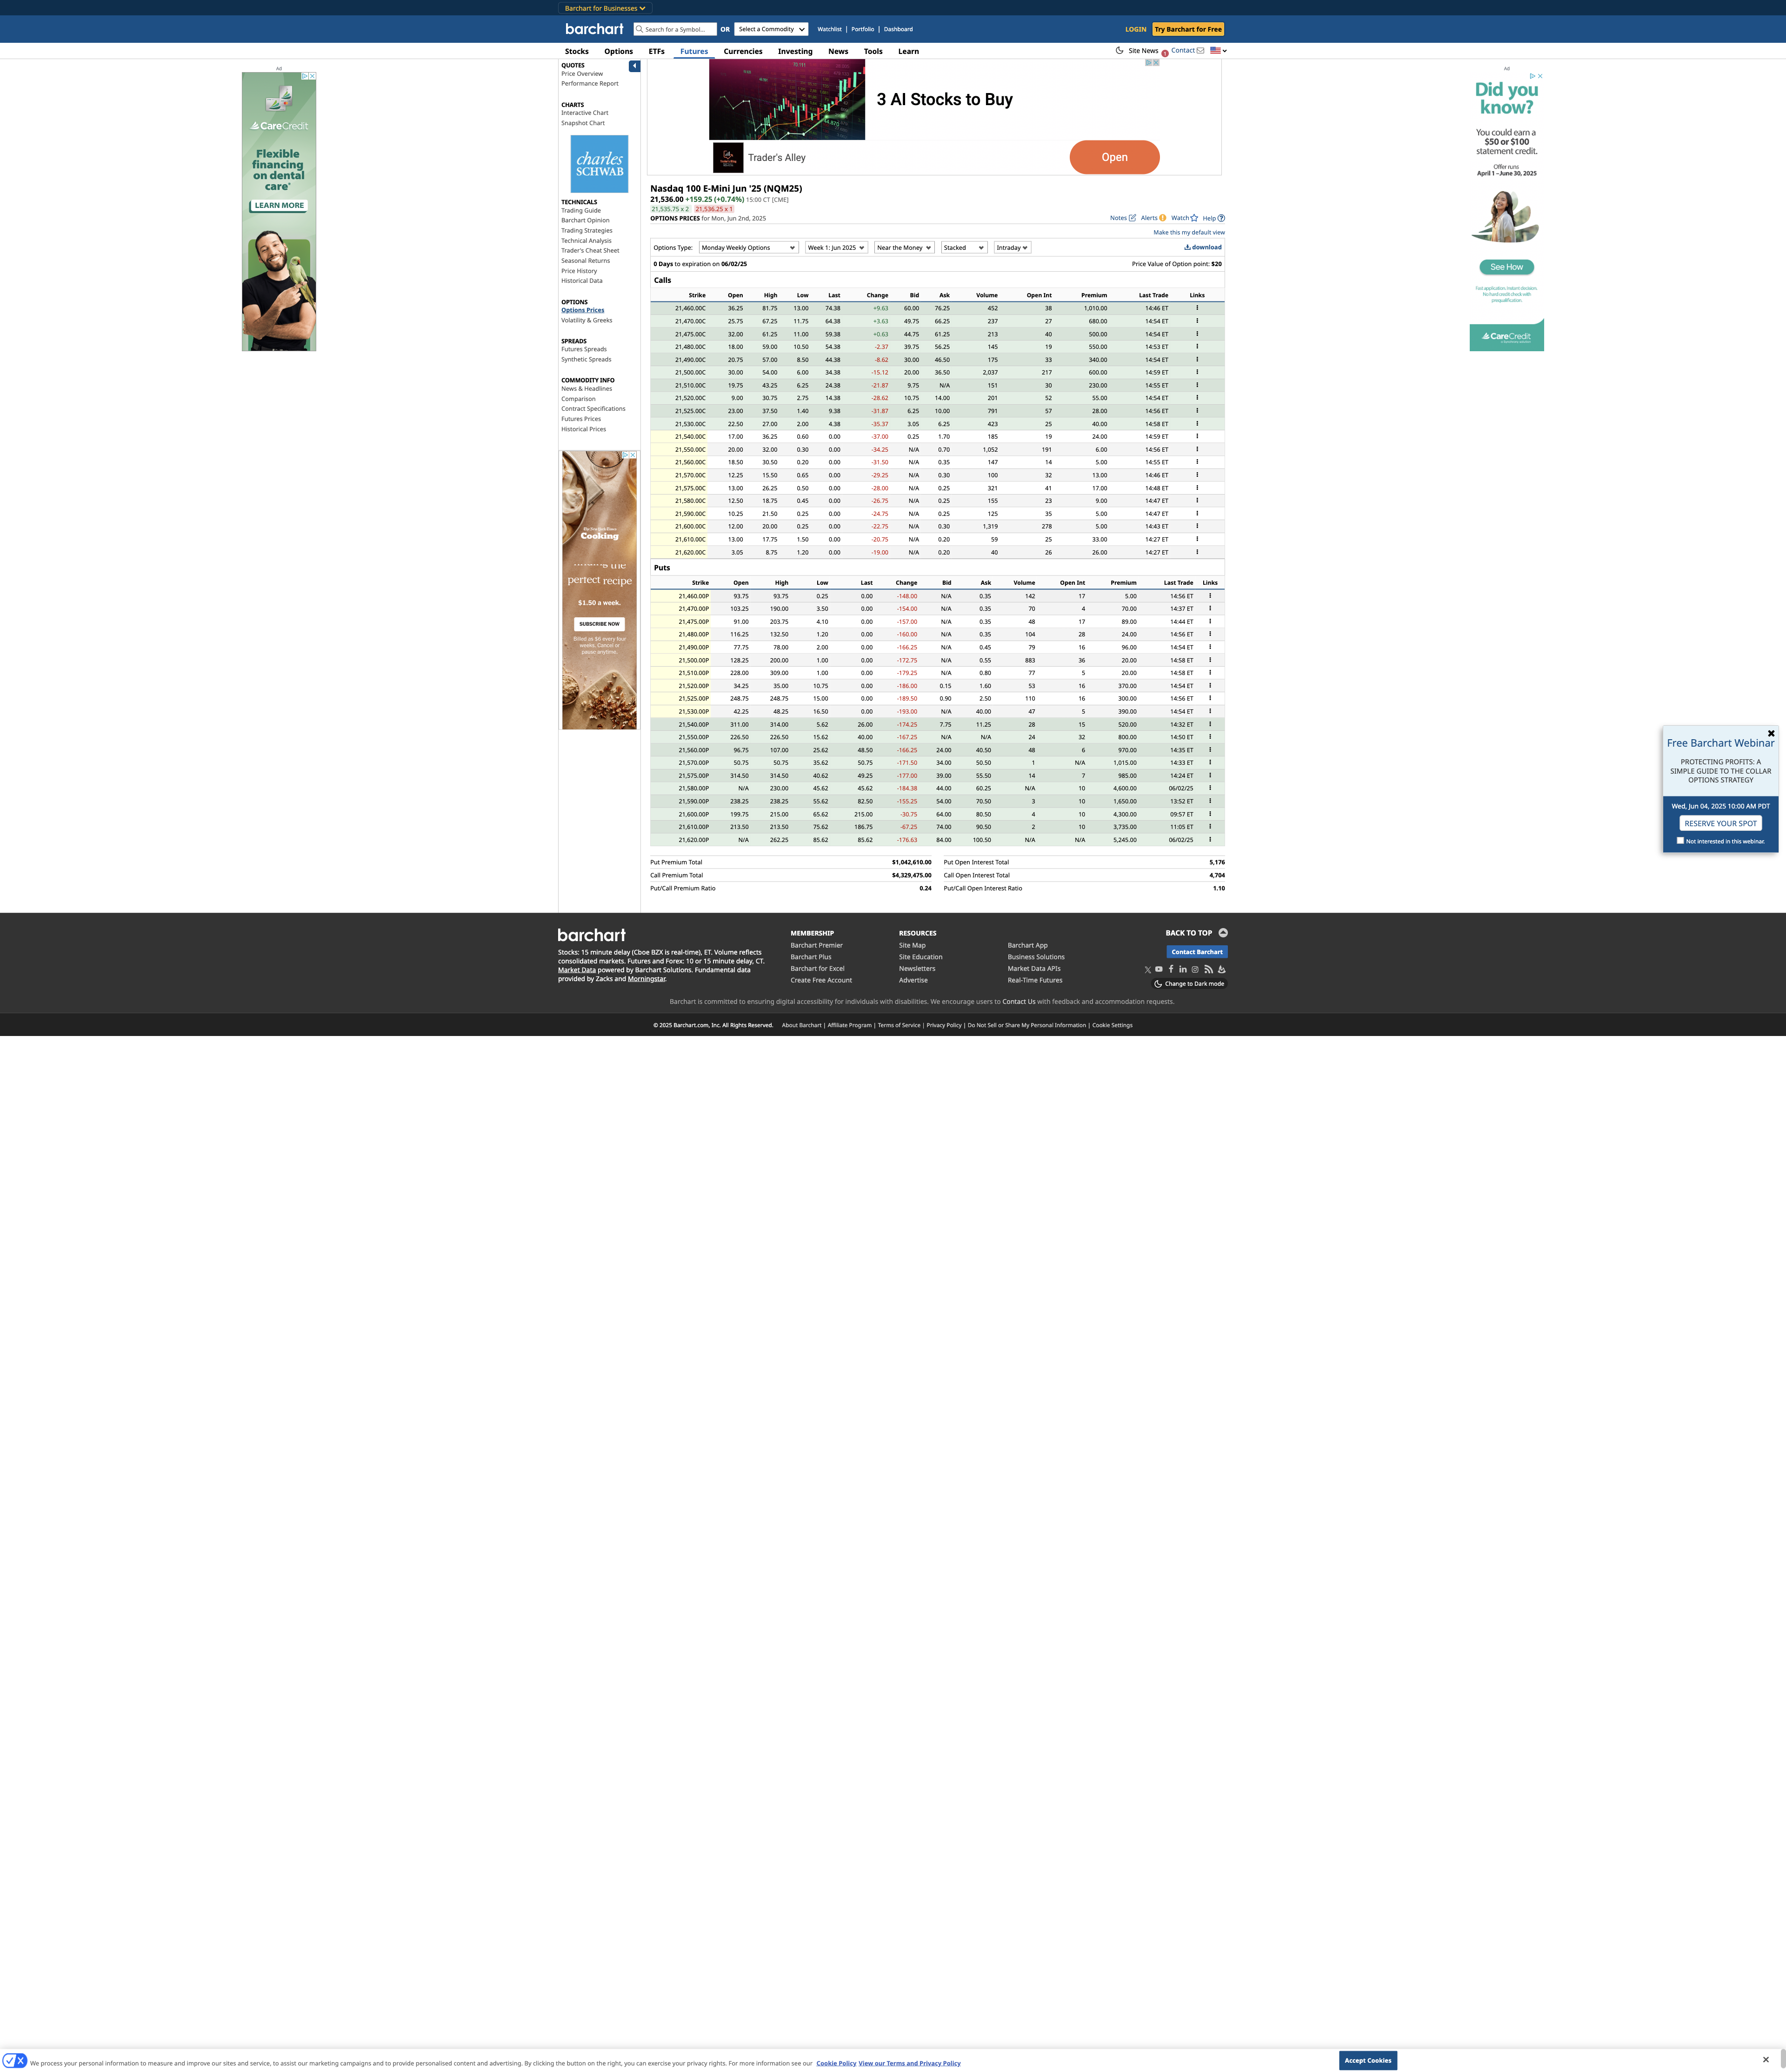 Barchart for Businesses
barchart Search for a Symbol... OR Select a Commodity Watchlist | Portfolio | Dashboard LOGIN Try Barchart for Free
Stocks Options ETFs Futures Currencies Investing News Tools Learn Site News 1 Contact
Ad
CareCredit
Flexible
financing
on dental
care*
LEARN MORE
QUOTES
Price Overview
Performance Report
CHARTS
Interactive Chart
Snapshot Chart
charles
SCHWAB
TECHNICALS
Trading Guide
Barchart Opinion
Trading Strategies
Technical Analysis
Trader's Cheat Sheet
Seasonal Returns
Price History
Historical Data
OPTIONS
Options Prices
Volatility & Greeks
SPREADS
Futures Spreads
Synthetic Spreads
COMMODITY INFO
News & Headlines
Comparison
Contract Specifications
Futures Prices
Historical Prices
The New York Times
Cooking
perfect recipe
$1.50 a week.
SUBSCRIBE NOW
Billed as $6 every four
weeks. Cancel or
pause anytime.
3 AI Stocks to Buy
Trader's Alley
Open
Nasdaq 100 E-Mini Jun '25 (NQM25)
21,536.00 +159.25 (+0.74%) 15:00 CT [CME]
21,535.75 x 2 21,536.25 x 1
OPTIONS PRICES for Mon, Jun 2nd, 2025 Notes Alerts Watch Help
Make this my default view
Options Type: Monday Weekly Options Week 1: Jun 2025 Near the Money Stacked Intraday download
0 Days to expiration on 06/02/25 Price Value of Option point: $20
Calls
Strike Open High Low Last Change Bid Ask Volume Open Int Premium Last Trade Links
21,460.00C 36.25 81.75 13.00 74.38 +9.63 60.00 76.25 452 38 1,010.00 14:46 ET
21,470.00C 25.75 67.25 11.75 64.38 +3.63 49.75 66.25 237 27 680.00 14:54 ET
21,475.00C 32.00 61.25 11.00 59.38 +0.63 44.75 61.25 213 40 500.00 14:54 ET
21,480.00C 18.00 59.00 10.50 54.38 -2.37 39.75 56.25 145 19 550.00 14:53 ET
21,490.00C 20.75 57.00 8.50 44.38 -8.62 30.00 46.50 175 33 340.00 14:54 ET
21,500.00C 30.00 54.00 6.00 34.38 -15.12 20.00 36.50 2,037 217 600.00 14:59 ET
21,510.00C 19.75 43.25 6.25 24.38 -21.87 9.75 N/A 151 30 230.00 14:55 ET
21,520.00C 9.00 30.75 2.75 14.38 -28.62 10.75 14.00 201 52 55.00 14:54 ET
21,525.00C 23.00 37.50 1.40 9.38 -31.87 6.25 10.00 791 57 28.00 14:56 ET
21,530.00C 22.50 27.00 2.00 4.38 -35.37 3.05 6.25 423 25 40.00 14:58 ET
21,540.00C 17.00 36.25 0.60 0.00 -37.00 0.25 1.70 185 19 24.00 14:59 ET
21,550.00C 20.00 32.00 0.30 0.00 -34.25 N/A 0.70 1,052 191 6.00 14:56 ET
21,560.00C 18.50 30.50 0.20 0.00 -31.50 N/A 0.35 147 14 5.00 14:55 ET
21,570.00C 12.25 15.50 0.65 0.00 -29.25 N/A 0.30 100 32 13.00 14:46 ET
21,575.00C 13.00 26.25 0.50 0.00 -28.00 N/A 0.25 321 41 17.00 14:48 ET
21,580.00C 12.50 18.75 0.45 0.00 -26.75 N/A 0.25 155 23 9.00 14:47 ET
21,590.00C 10.25 21.50 0.25 0.00 -24.75 N/A 0.25 125 35 5.00 14:47 ET
21,600.00C 12.00 20.00 0.25 0.00 -22.75 N/A 0.30 1,319 278 5.00 14:43 ET
21,610.00C 13.00 17.75 1.50 0.00 -20.75 N/A 0.20 59 25 33.00 14:27 ET
21,620.00C 3.05 8.75 1.20 0.00 -19.00 N/A 0.20 40 26 26.00 14:27 ET
Puts
Strike Open High Low Last Change Bid Ask Volume Open Int Premium Last Trade Links
21,460.00P 93.75 93.75 0.25 0.00 -148.00 N/A 0.35 142 17 5.00 14:56 ET
21,470.00P 103.25 190.00 3.50 0.00 -154.00 N/A 0.35 70 4 70.00 14:37 ET
21,475.00P 91.00 203.75 4.10 0.00 -157.00 N/A 0.35 48 17 89.00 14:44 ET
21,480.00P 116.25 132.50 1.20 0.00 -160.00 N/A 0.35 104 28 24.00 14:56 ET
21,490.00P 77.75 78.00 2.00 0.00 -166.25 N/A 0.45 79 16 96.00 14:54 ET
21,500.00P 128.25 200.00 1.00 0.00 -172.75 N/A 0.55 883 36 20.00 14:58 ET
21,510.00P 228.00 309.00 1.00 0.00 -179.25 N/A 0.80 77 5 20.00 14:58 ET
21,520.00P 34.25 35.00 10.75 0.00 -186.00 0.15 1.60 53 16 370.00 14:54 ET
21,525.00P 248.75 248.75 15.00 0.00 -189.50 0.90 2.50 110 16 300.00 14:56 ET
21,530.00P 42.25 48.25 16.50 0.00 -193.00 N/A 40.00 47 5 390.00 14:54 ET
21,540.00P 311.00 314.00 5.62 26.00 -174.25 7.75 11.25 28 15 520.00 14:32 ET
21,550.00P 226.50 226.50 15.62 40.00 -167.25 N/A N/A 24 32 800.00 14:50 ET
21,560.00P 96.75 107.00 25.62 48.50 -166.25 24.00 40.50 48 6 970.00 14:35 ET
21,570.00P 50.75 50.75 35.62 50.75 -171.50 34.00 50.50 1 N/A 1,015.00 14:33 ET
21,575.00P 314.50 314.50 40.62 49.25 -177.00 39.00 55.50 14 7 985.00 14:24 ET
21,580.00P N/A 230.00 45.62 45.62 -184.38 44.00 60.25 N/A 10 4,600.00 06/02/25
21,590.00P 238.25 238.25 55.62 82.50 -155.25 54.00 70.50 3 10 1,650.00 13:52 ET
21,600.00P 199.75 215.00 65.62 215.00 -30.75 64.00 80.50 4 10 4,300.00 09:57 ET
21,610.00P 213.50 213.50 75.62 186.75 -67.25 74.00 90.50 2 10 3,735.00 11:05 ET
21,620.00P N/A 262.25 85.62 85.62 -176.63 84.00 100.50 N/A N/A 5,245.00 06/02/25
Put Premium Total $1,042,610.00 Put Open Interest Total 5,176
Call Premium Total $4,329,475.00 Call Open Interest Total 4,704
Put/Call Premium Ratio 0.24 Put/Call Open Interest Ratio 1.10
Ad
Did you
know?
You could earn a
$50 or $100
statement credit.
Offer runs
April 1 –June 30, 2025
See How
Fast application. Instant decision.
No hard credit check with
prequalification.
CareCredit
Free Barchart Webinar
PROTECTING PROFITS: A
SIMPLE GUIDE TO THE COLLAR
OPTIONS STRATEGY
Wed, Jun 04, 2025 10:00 AM PDT
RESERVE YOUR SPOT
Not interested in this webinar.
barchart
Stocks: 15 minute delay (Cboe BZX is real-time), ET. Volume reflects
consolidated markets. Futures and Forex: 10 or 15 minute delay, CT.
Market Data powered by Barchart Solutions. Fundamental data
provided by Zacks and Morningstar.
MEMBERSHIP
Barchart Premier
Barchart Plus
Barchart for Excel
Create Free Account
RESOURCES
Site Map
Site Education
Newsletters
Advertise
Barchart App
Business Solutions
Market Data APIs
Real-Time Futures
BACK TO TOP
Contact Barchart
Change to Dark mode
Barchart is committed to ensuring digital accessibility for individuals with disabilities. We encourage users to Contact Us with feedback and accommodation requests.
© 2025 Barchart.com, Inc. All Rights Reserved. About Barchart | Affiliate Program | Terms of Service | Privacy Policy | Do Not Sell or Share My Personal Information | Cookie Settings
We process your personal information to measure and improve our sites and service, to assist our marketing campaigns and to provide personalised content and advertising. By clicking the button on the right, you can exercise your privacy rights. For more information see our Cookie Policy View our Terms and Privacy Policy
Accept Cookies